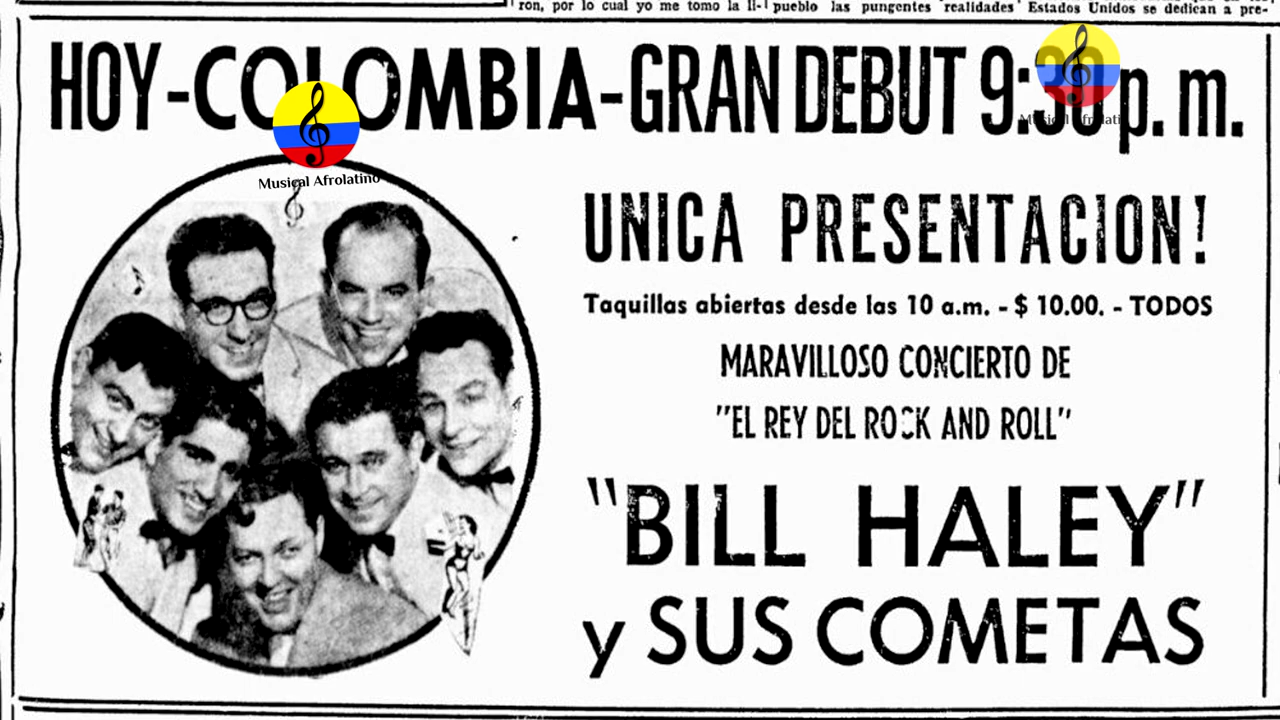 ron, por lo cual yo me tomo la li- pueblo las pungentes realidades Estados Unidos se dedican a pre-
HOY-COLOMBIA-GRAN DEBUT 9:30 p. m.
Musical Afrolatino
Musical Afrolati
UNICA PRESENTACION!
Taquillas abiertas desde las 10 a.m. - $ 10.00. - TODOS
MARAVILLOSO CONCIERTO DE
"EL REY DEL ROCK AND ROLL"
"BILL HALEY"
y SUS COMETAS